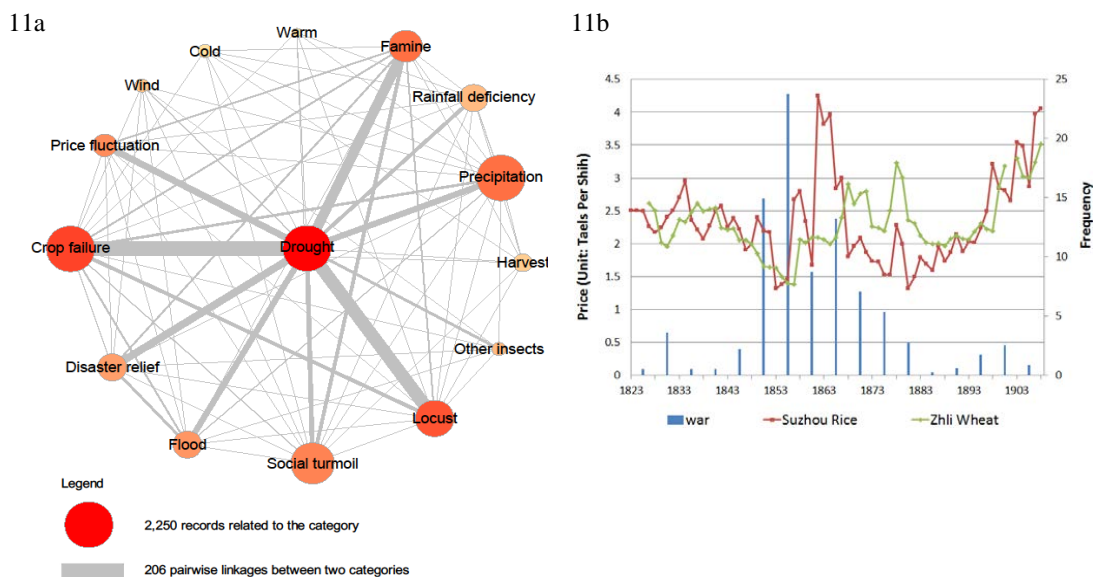 11a
Warm
Famine
Cold
Wind
Rainfall deficiency
Price fluctuation
Precipitation
Crop failure
Drought
Harvest
Other insects
Disaster relief
Locust
Flood
Social turmoil
Legend
2,250 records related to the category
206 pairwise linkages between two categories
11b
Price (Unit: Taels Per Shih)
4.5
4
3.5
3
2.5
2
1.5
1
0.5
0
25
20
15
10
5
0
Frequency
1823 1833 1843 1853 1863 1873 1883 1893 1903
war Suzhou Rice Zhli Wheat